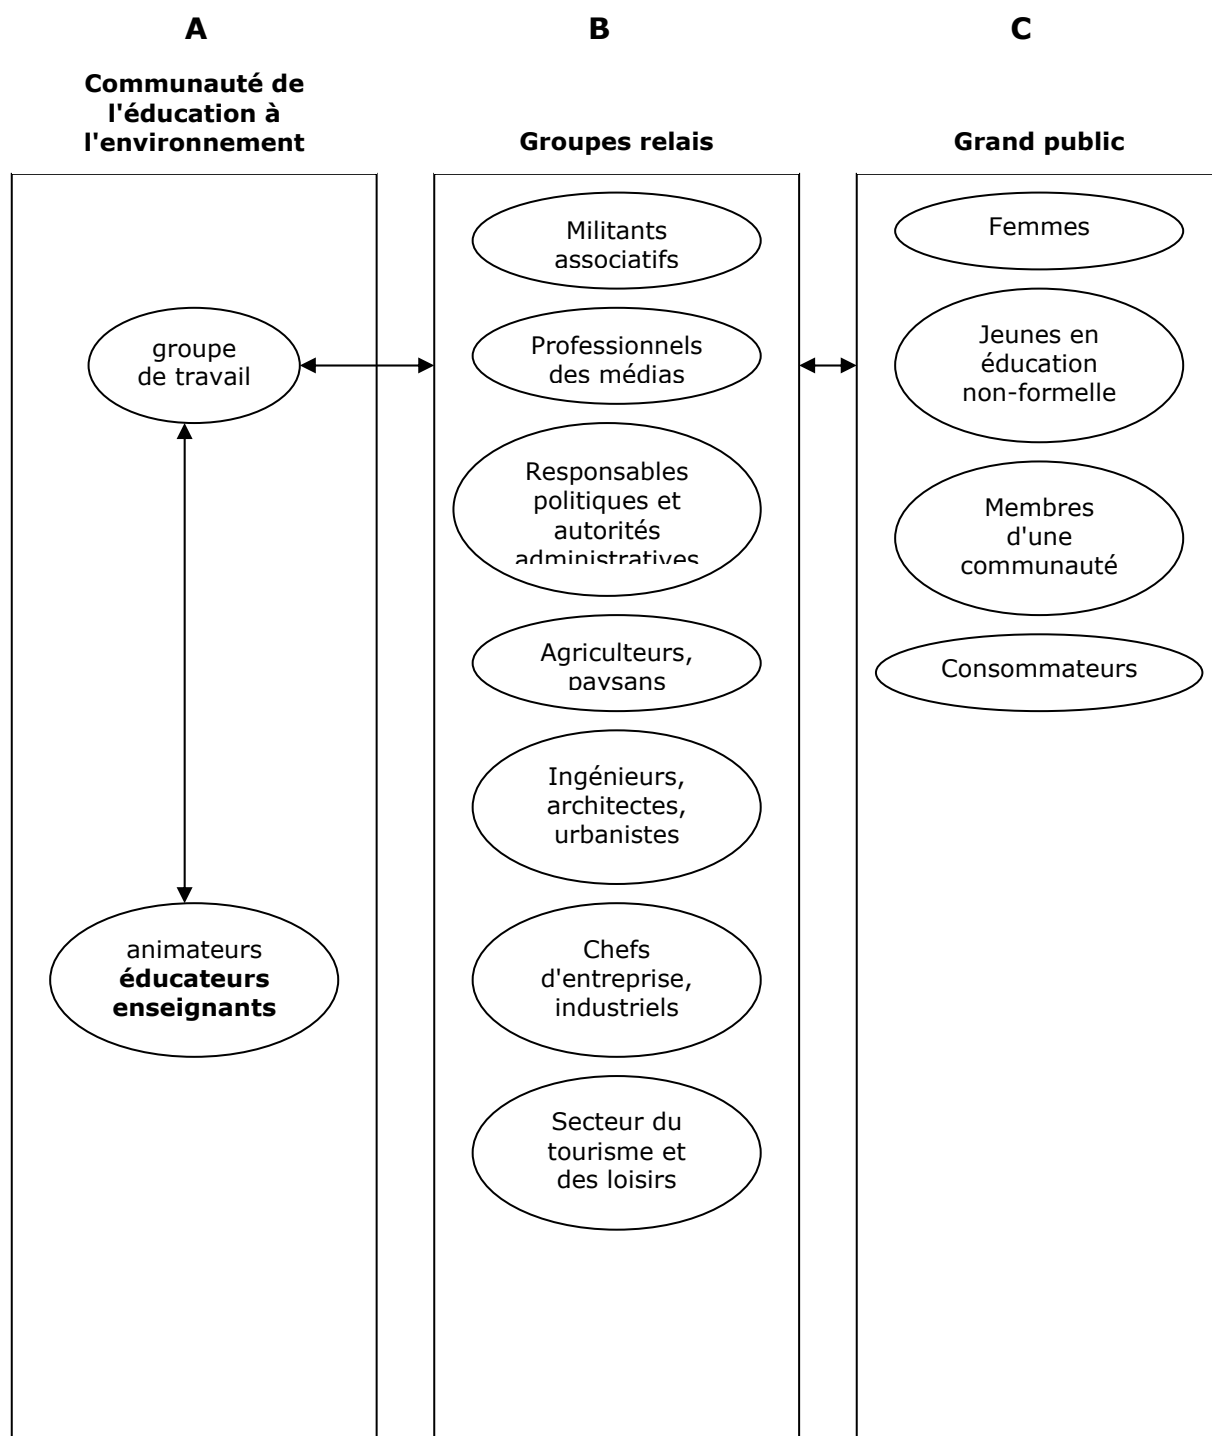 A
Communauté de
l'éducation à
l'environnement
groupe
de travail
animateurs
éducateurs
enseignants
B
Groupes relais
Militants
associatifs
Professionnels
des médias
Responsables
politiques et
autorités
administratives
Agriculteurs,
paysans
Ingénieurs,
architectes,
urbanistes
Chefs
d'entreprise,
industriels
Secteur du
tourisme et
des loisirs
C
Grand public
Femmes
Jeunes en
éducation
non-formelle
Membres
d'une
communauté
Consommateurs